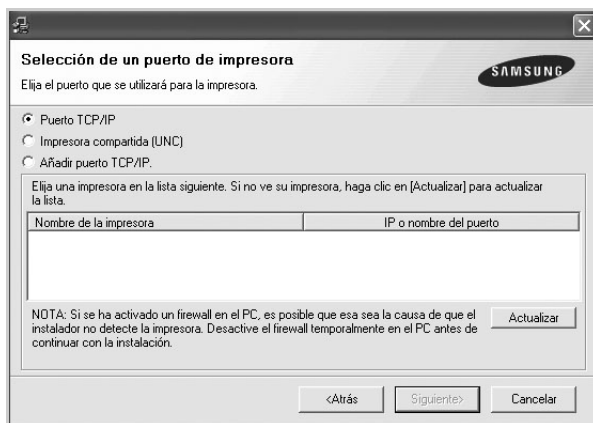 Selección de un puerto de impresora
Elija el puerto que se utilizará para la impresora.
SAMSUNG
Puerto TCP/IP
Impresora compartida (UNC)
Añadir puerto TCP/IP.
Elija una impresora en la lista siguiente. Si no ve su impresora, haga clic en [Actualizar] para actualizar
la lista.
Nombre de la impresora IP o nombre del puerto
NOTA: Si se ha activado un firewall en el PC, es posible que esa sea la causa de que el
instalador no detecte la impresora. Desactive el firewall temporalmente en el PC antes de
continuar con la instalación.
Actualizar
<Atrás Siguiente> Cancelar